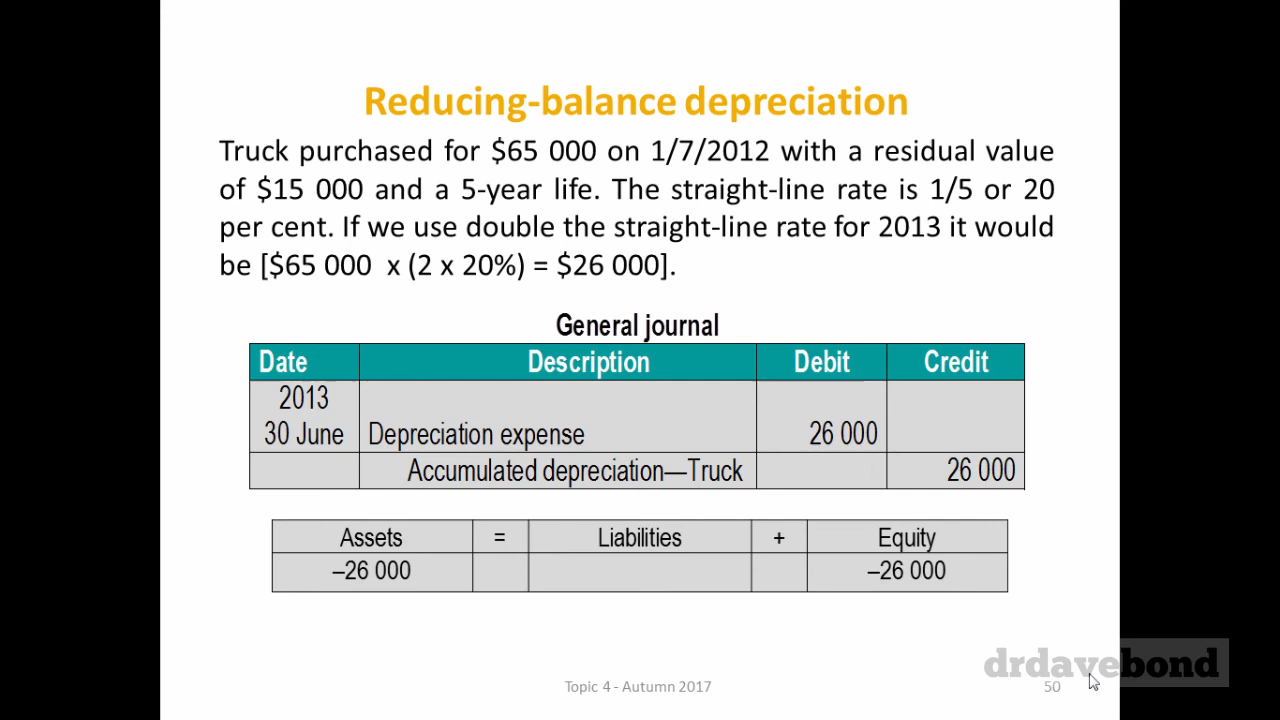 Reducing-balance depreciation
Truck purchased for $65 000 on 1/7/2012 with a residual value
of $15 000 and a 5-year life. The straight-line rate is 1/5 or 20
per cent. If we use double the straight-line rate for 2013 it would
be [$65 000 x (2 x 20%) = $26 000].
General journal
Date Description Debit Credit
2013
30 June Depreciation expense 26 000
Accumulated depreciation—Truck 26 000
Assets = Liabilities + Equity
–26 000 –26 000
drdavebond
Topic 4 - Autumn 2017 50